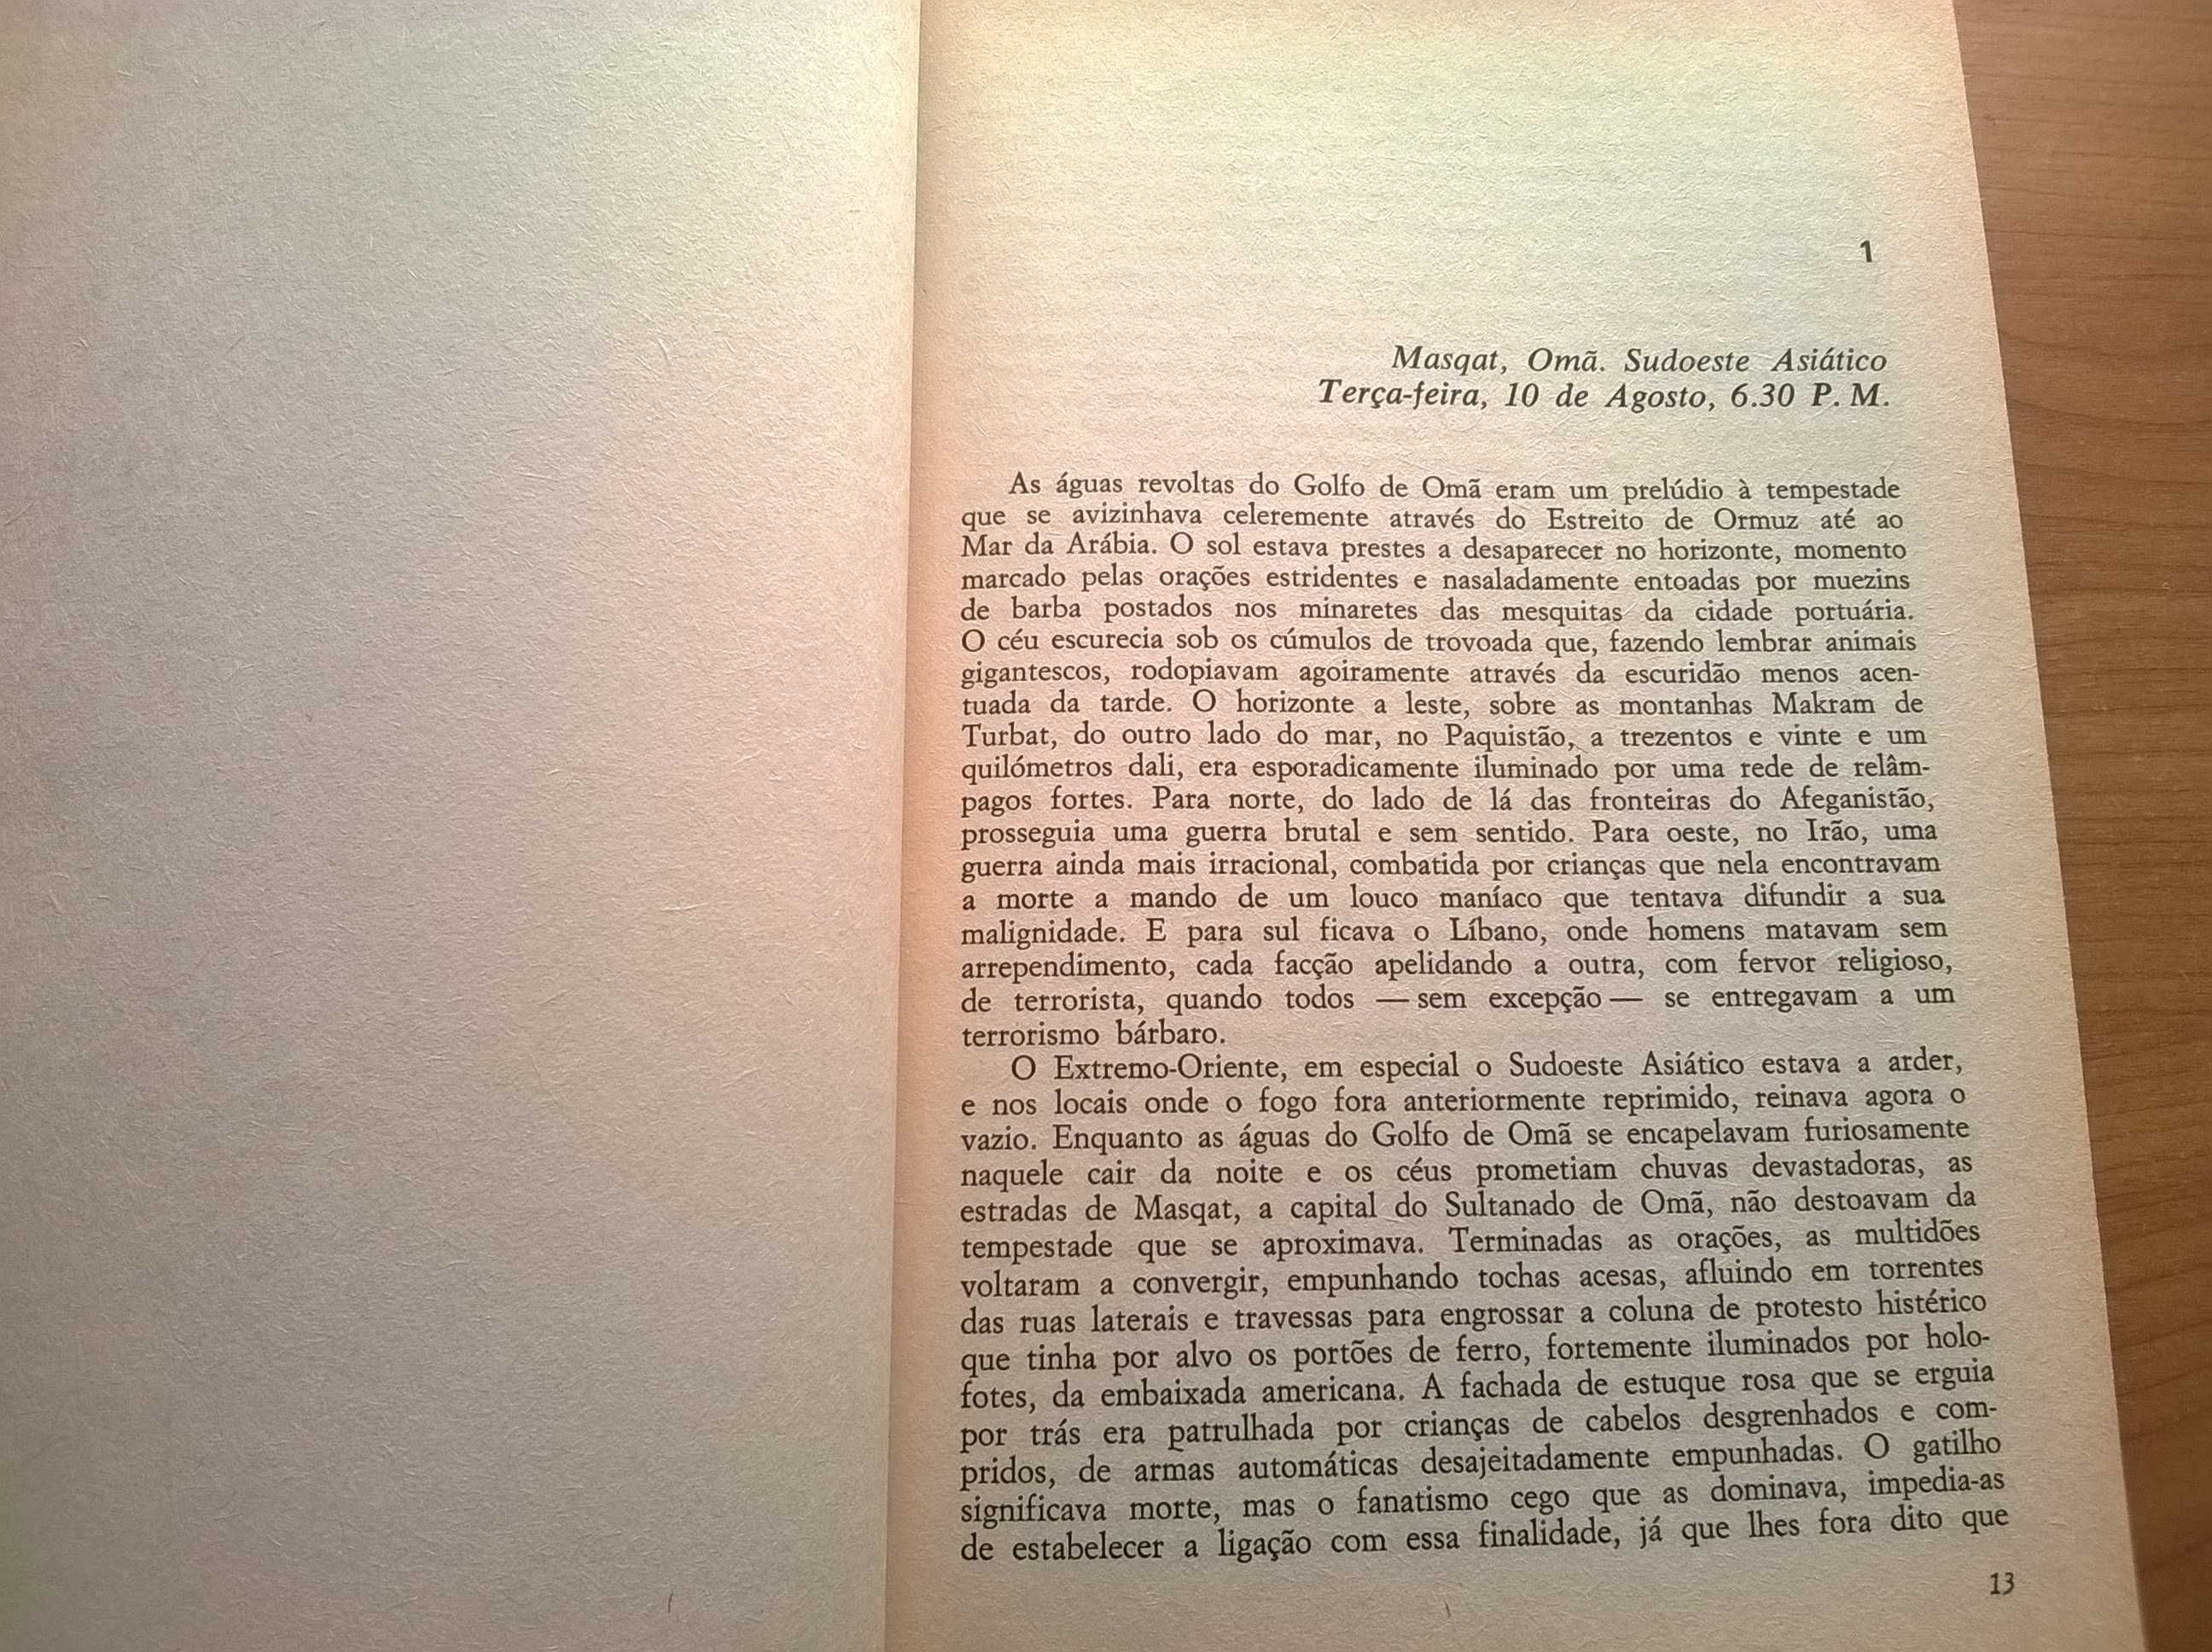 1
Masqat, Omã. Sudoeste Asiático
Terça-feira, 10 de Agosto, 6.30 P. M.
As águas revoltas do Golfo de Omã eram um prelúdio à tempestade
que se avizinhava celeremente através do Estreito de Ormuz até ao
Mar da Arábia. O sol estava prestes a desaparecer no horizonte, momento
marcado pelas orações estridentes e nasaladamente entoadas por muezins
de barba postados nos minaretes das mesquitas da cidade portuária.
O céu escurecia sob os cúmulos de trovoada que, fazendo lembrar animais
gigantescos, rodopiavam agoiramente através da escuridão menos acen-
tuada da tarde. O horizonte a leste, sobre as montanhas Makram de
Turbat, do outro lado do mar, no Paquistão, a trezentos e vinte e um
quilómetros dali, era esporadicamente iluminado por uma rede de relâm-
pagos fortes. Para norte, do lado de lá das fronteiras do Afeganistão,
prosseguia uma guerra brutal e sem sentido. Para oeste, no Irão, uma
guerra ainda mais irracional, combatida por crianças que nela encontravam
a morte a mando de um louco maníaco que tentava difundir a sua
malignidade. E para sul ficava o Líbano, onde homens matavam sem
arrependimento, cada facção apelidando a outra, com fervor religioso,
de terrorista, quando todos — sem excepção — se entregavam a um
terrorismo bárbaro.
O Extremo-Oriente, em especial o Sudoeste Asiático estava a arder,
e nos locais onde o fogo fora anteriormente reprimido, reinava agora o
vazio. Enquanto as águas do Golfo de Omã se encapelavam furiosamente
naquele cair da noite e os céus prometiam chuvas devastadoras, as
estradas de Masqat, a capital do Sultanado de Omã, não destoavam da
tempestade que se aproximava. Terminadas as orações, as multidões
voltaram a convergir, empunhando tochas acesas, afluindo em torrentes
das ruas laterais e travessas para engrossar a coluna de protesto histérico
que tinha por alvo os portões de ferro, fortemente iluminados por holo-
fotes, da embaixada americana. A fachada de estuque rosa que se erguia
por trás era patrulhada por crianças de cabelos desgrenhados e com-
pridos, de armas automáticas desajeitadamente empunhadas. O gatilho
significava morte, mas o fanatismo cego que as dominava, impedia-as
de estabelecer a ligação com essa finalidade, já que lhes fora dito que
13